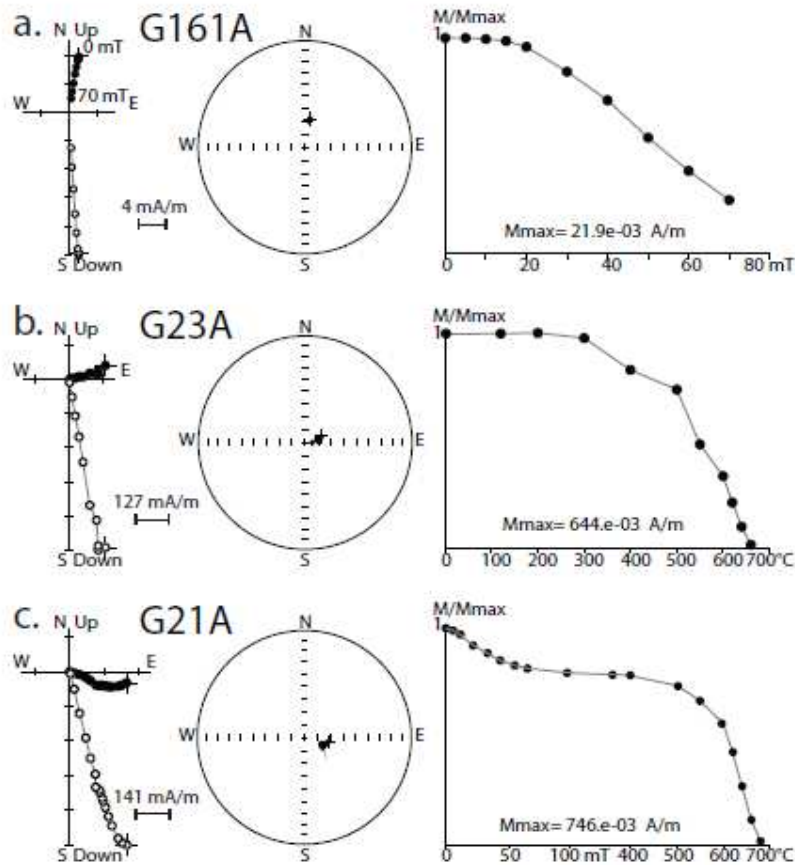 a. G161A
N Up
0 mT
70 mT
W E
4 mA/m
S Down
N
W E
S
M/Mmax
1
Mmax= 21.9e-03 A/m
0 20 40 60 80 mT
b. G23A
N Up
W E
127 mA/m
S Down
N
W E
S
M/Mmax
1
Mmax= 644.e-03 A/m
0 100 200 300 400 500 600 700°C
c. G21A
N Up
W E
141 mA/m
S Down
N
W E
S
M/Mmax
1
Mmax= 746.e-03 A/m
0 50 100 mT 400 500 600 700°C